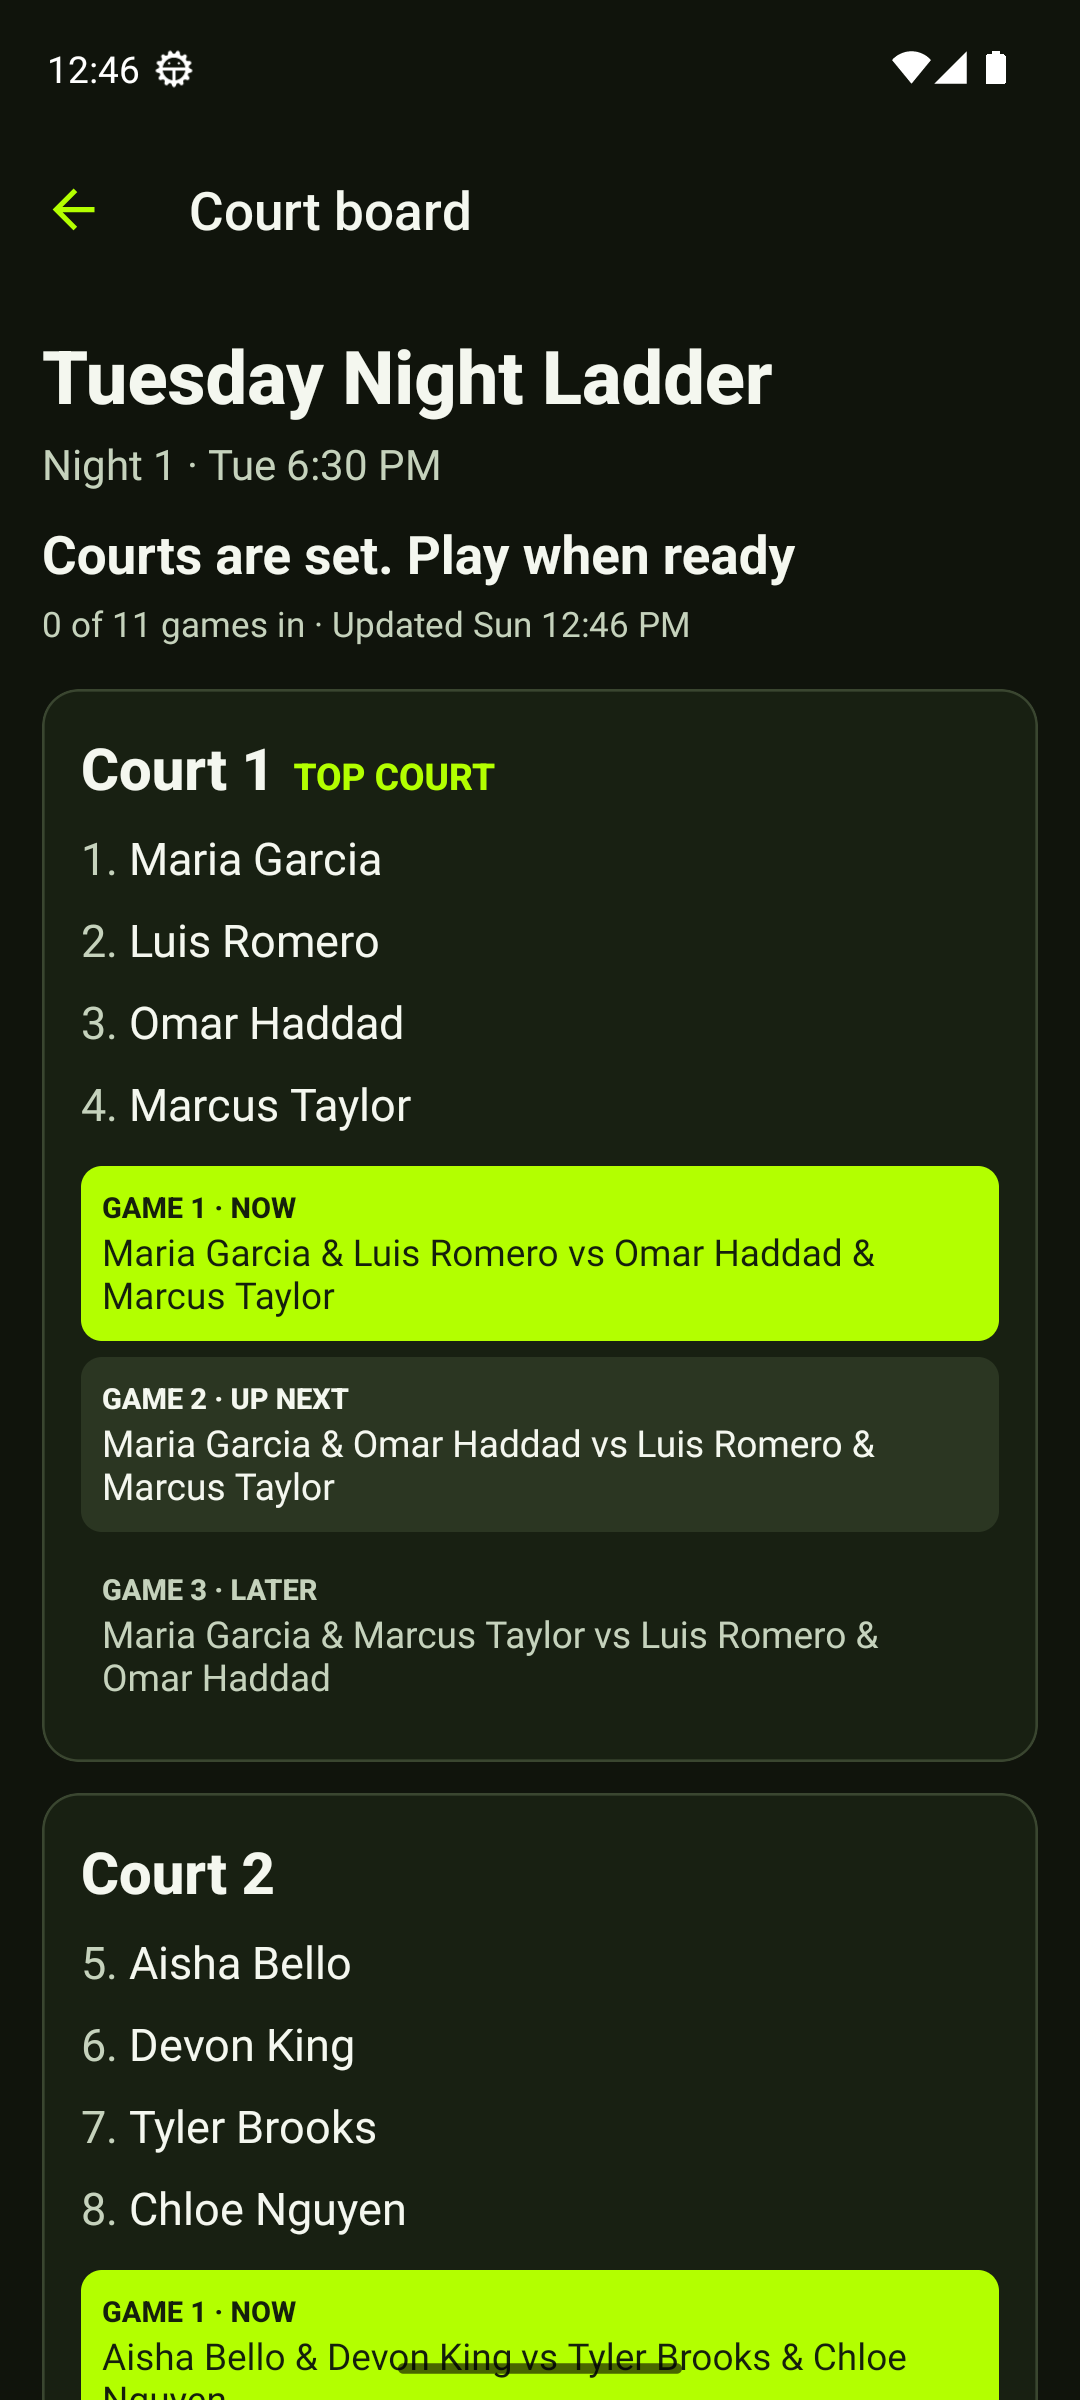 12:46
Court board
Tuesday Night Ladder
Night 1 · Tue 6:30 PM
Courts are set. Play when ready
0 of 11 games in · Updated Sun 12:46 PM
Court 1 TOP COURT
1. Maria Garcia
2. Luis Romero
3. Omar Haddad
4. Marcus Taylor
GAME 1 · NOW
Maria Garcia & Luis Romero vs Omar Haddad &
Marcus Taylor
GAME 2 · UP NEXT
Maria Garcia & Omar Haddad vs Luis Romero &
Marcus Taylor
GAME 3 · LATER
Maria Garcia & Marcus Taylor vs Luis Romero &
Omar Haddad
Court 2
5. Aisha Bello
6. Devon King
7. Tyler Brooks
8. Chloe Nguyen
GAME 1 · NOW
Aisha Bello & Devon King vs Tyler Brooks & Chloe
Nguyen